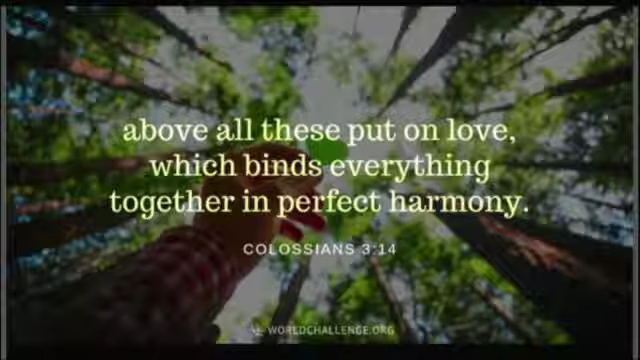 above all these put on love,
which binds everything
together in perfect harmony.
COLOSSIANS 3:14
WORLDCHALLENGE.ORG